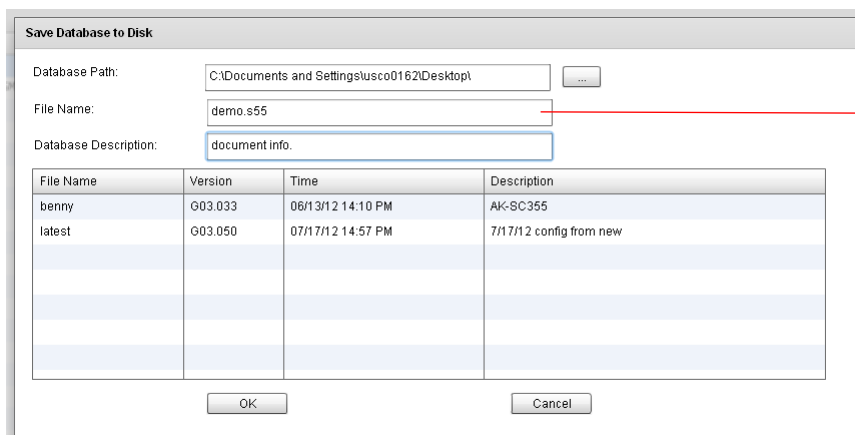 Save Database to Disk
Database Path: C:\Documents and Settings\usco0162\Desktop\ ...
File Name: demo.s55
Database Description: document info.
File Name Version Time Description
benny G03.033 06/13/12 14:10 PM AK-SC355
latest G03.050 07/17/12 14:57 PM 7/17/12 config from new
OK Cancel